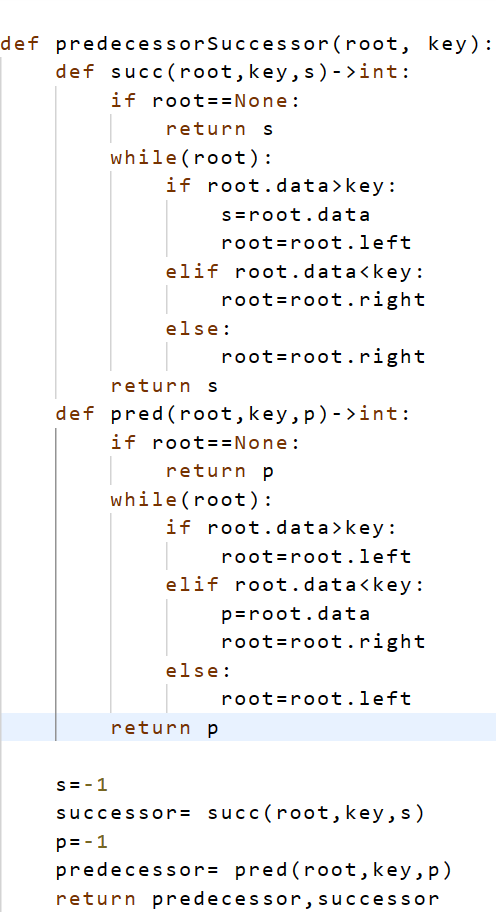 def predecessorSuccessor(root, key):
    def succ(root,key,s)->int:
        if root==None:
            return s
        while(root):
            if root.data>key:
                s=root.data
                root=root.left
            elif root.data<key:
                root=root.right
            else:
                root=root.right
        return s
    def pred(root,key,p)->int:
        if root==None:
            return p
        while(root):
            if root.data>key:
                root=root.left
            elif root.data<key:
                p=root.data
                root=root.right
            else:
                root=root.left
        return p

    s=-1
    successor= succ(root,key,s)
    p=-1
    predecessor= pred(root,key,p)
    return predecessor,successor